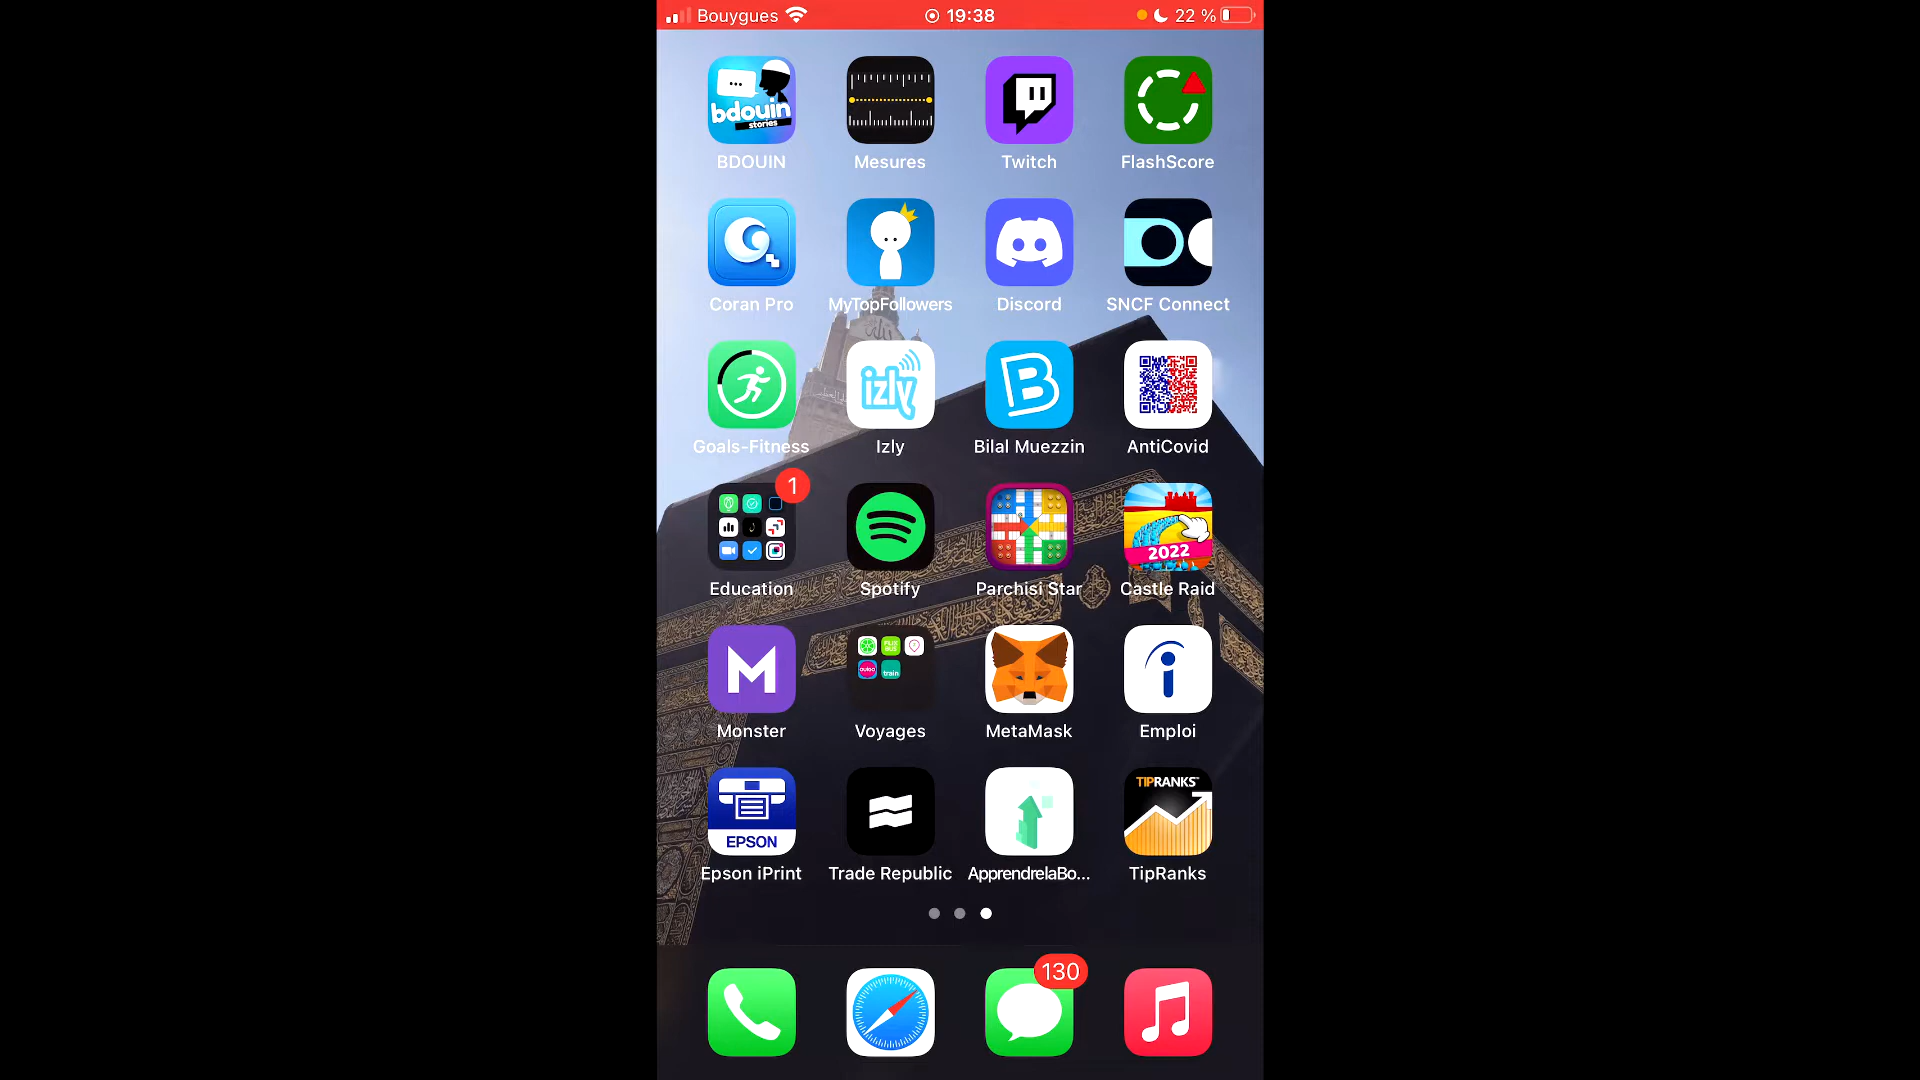 Bouygues 19:38 22 %
bdouin
stories
BDOUIN Mesures Twitch FlashScore
Coran Pro MyTopFollowers Discord SNCF Connect
izly
Goals-Fitness Izly Bilal Muezzin AntiCovid
1
2022
Education Spotify Parchisi Star Castle Raid
Monster Voyages MetaMask Emploi
EPSON
TIPRANKS
Epson iPrint Trade Republic ApprendrelaBo... TipRanks
130